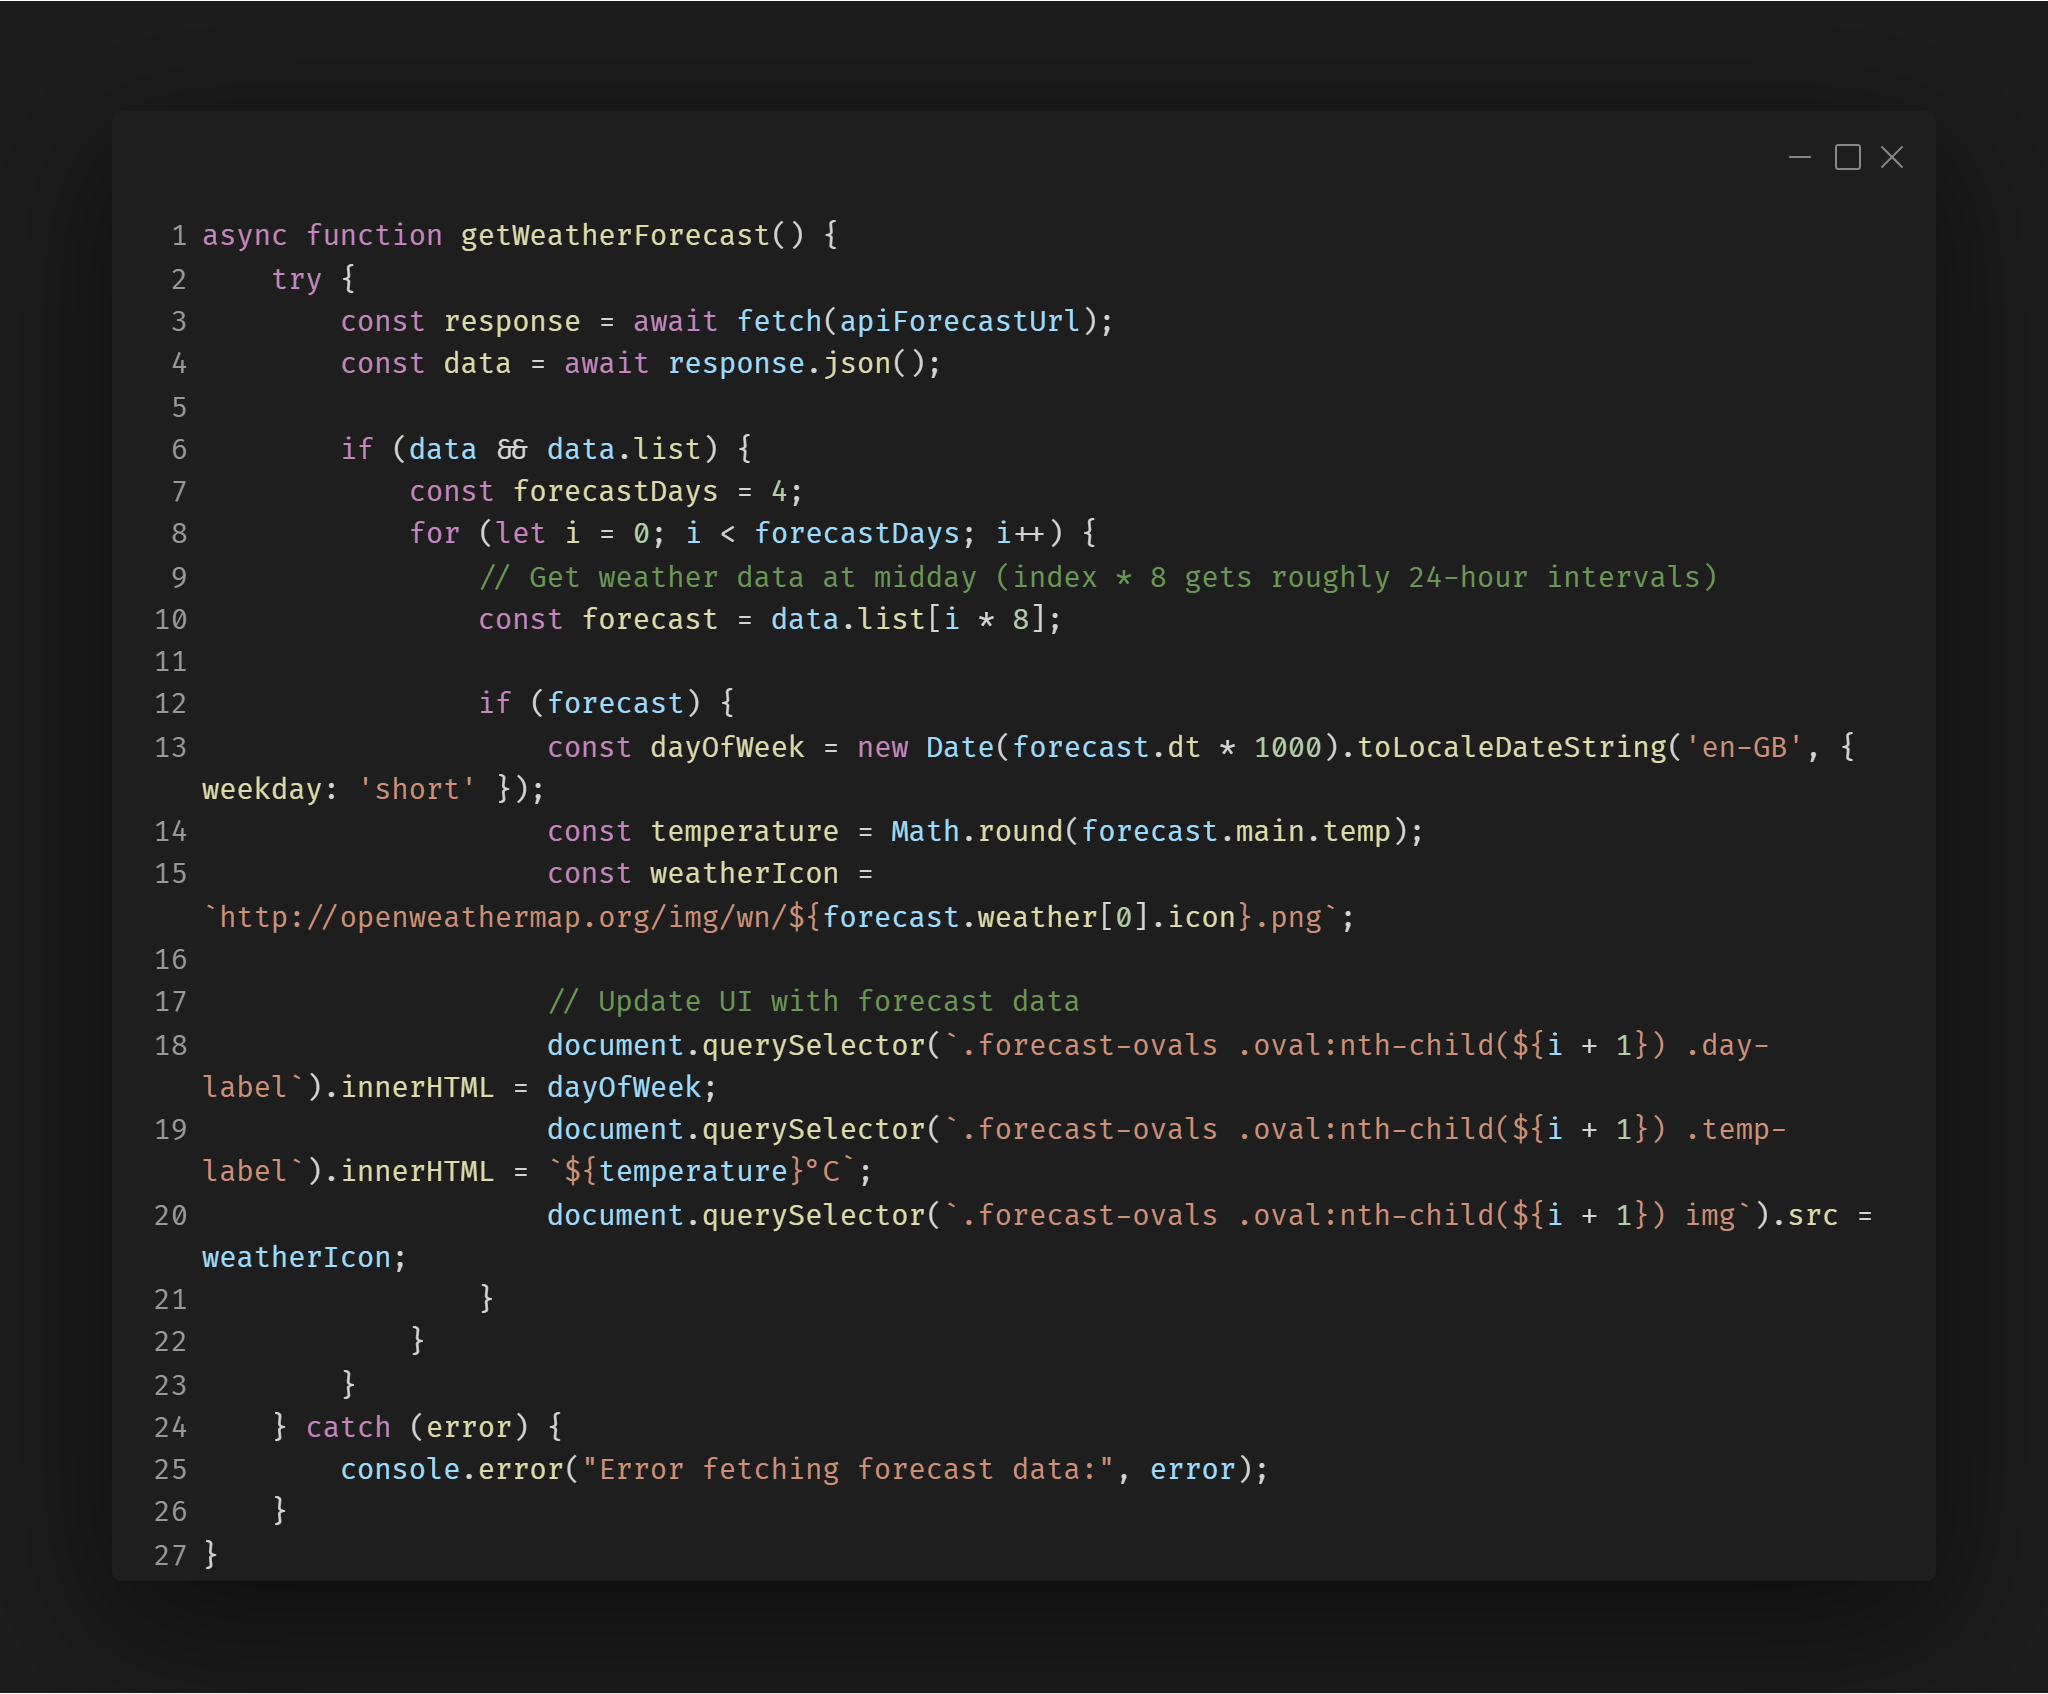 1 async function getWeatherForecast() {
2     try {
3         const response = await fetch(apiForecastUrl);
4         const data = await response.json();
5
6         if (data && data.list) {
7             const forecastDays = 4;
8             for (let i = 0; i < forecastDays; i++) {
9                 // Get weather data at midday (index * 8 gets roughly 24-hour intervals)
10                 const forecast = data.list[i * 8];
11
12                 if (forecast) {
13                     const dayOfWeek = new Date(forecast.dt * 1000).toLocaleDateString('en-GB', {
weekday: 'short' });
14                     const temperature = Math.round(forecast.main.temp);
15                     const weatherIcon =
`http://openweathermap.org/img/wn/${forecast.weather[0].icon}.png`;
16
17                     // Update UI with forecast data
18                     document.querySelector(`.forecast-ovals .oval:nth-child(${i + 1}) .day-
label`).innerHTML = dayOfWeek;
19                     document.querySelector(`.forecast-ovals .oval:nth-child(${i + 1}) .temp-
label`).innerHTML = `${temperature}°C`;
20                     document.querySelector(`.forecast-ovals .oval:nth-child(${i + 1}) img`).src =
weatherIcon;
21                 }
22             }
23         }
24     } catch (error) {
25         console.error("Error fetching forecast data:", error);
26     }
27 }